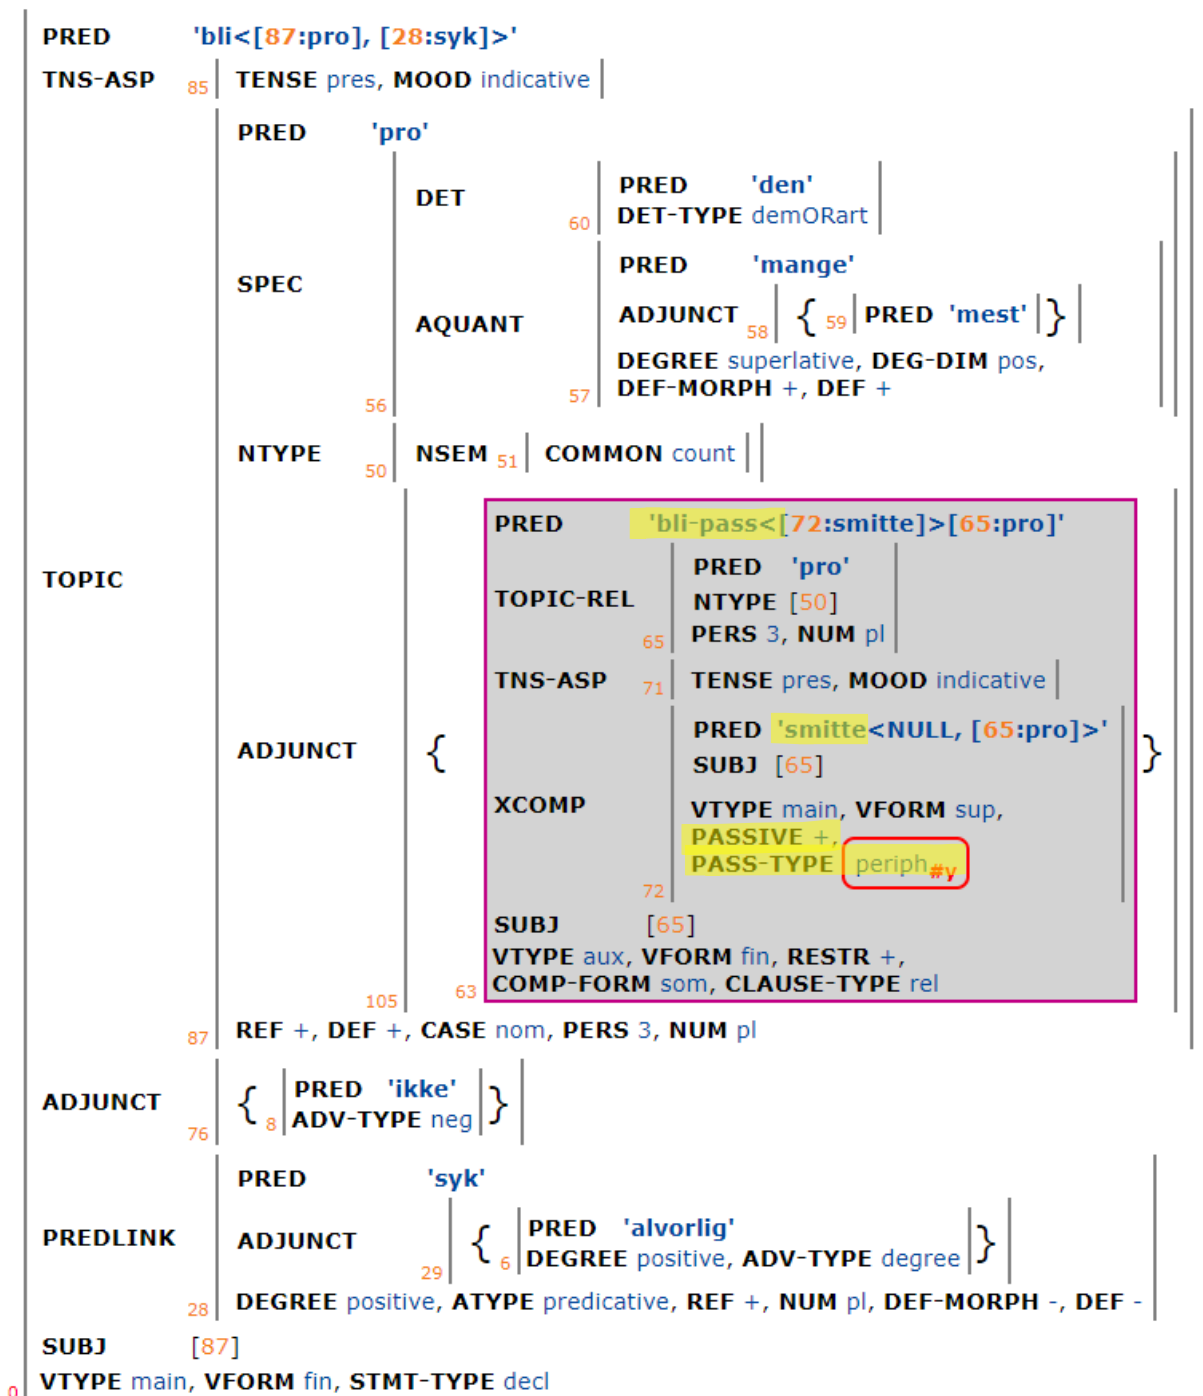 PRED 'bli<[87:pro], [28:syk]>'
TNS-ASP 85 TENSE pres, MOOD indicative
PRED 'pro'
DET PRED 'den'
60 DET-TYPE demORart
SPEC
AQUANT PRED 'mange'
ADJUNCT 58 { 59 PRED 'mest' }
DEGREE superlative, DEG-DIM pos,
56 57 DEF-MORPH +, DEF +
NTYPE 50 NSEM 51 COMMON count
TOPIC
ADJUNCT {
PRED 'bli-pass<[72:smitte]>[65:pro]'
TOPIC-REL PRED 'pro'
NTYPE [50]
65 PERS 3, NUM pl
TNS-ASP 71 TENSE pres, MOOD indicative
XCOMP PRED 'smitte<NULL, [65:pro]>'
SUBJ [65]
VTYPE main, VFORM sup,
PASSIVE +,
72 PASS-TYPE periph#y
SUBJ [65]
VTYPE aux, VFORM fin, RESTR +,
105 63 COMP-FORM som, CLAUSE-TYPE rel
}
87 REF +, DEF +, CASE nom, PERS 3, NUM pl
ADJUNCT 76 { 8 PRED 'ikke'
ADV-TYPE neg }
PREDLINK PRED 'syk'
ADJUNCT 29 { 6 PRED 'alvorlig'
DEGREE positive, ADV-TYPE degree }
28 DEGREE positive, ATYPE predicative, REF +, NUM pl, DEF-MORPH -, DEF -
SUBJ [87]
0 VTYPE main, VFORM fin, STMT-TYPE decl